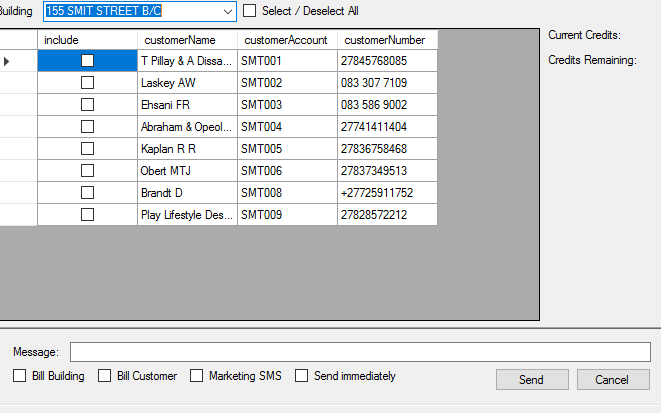 Building 155 SMIT STREET B/C Select / Deselect All
include customerName customerAccount customerNumber Current Credits:
T Pillay & A Dissa... SMT001 27845768085 Credits Remaining:
Laskey AW SMT002 083 307 7109
Ehsani FR SMT003 083 586 9002
Abraham & Opeol... SMT004 27741411404
Kaplan R R SMT005 27836758468
Obert MTJ SMT006 27837349513
Brandt D SMT008 +27725911752
Play Lifestyle Des... SMT009 27828572212
Message:
Bill Building Bill Customer Marketing SMS Send immediately Send Cancel